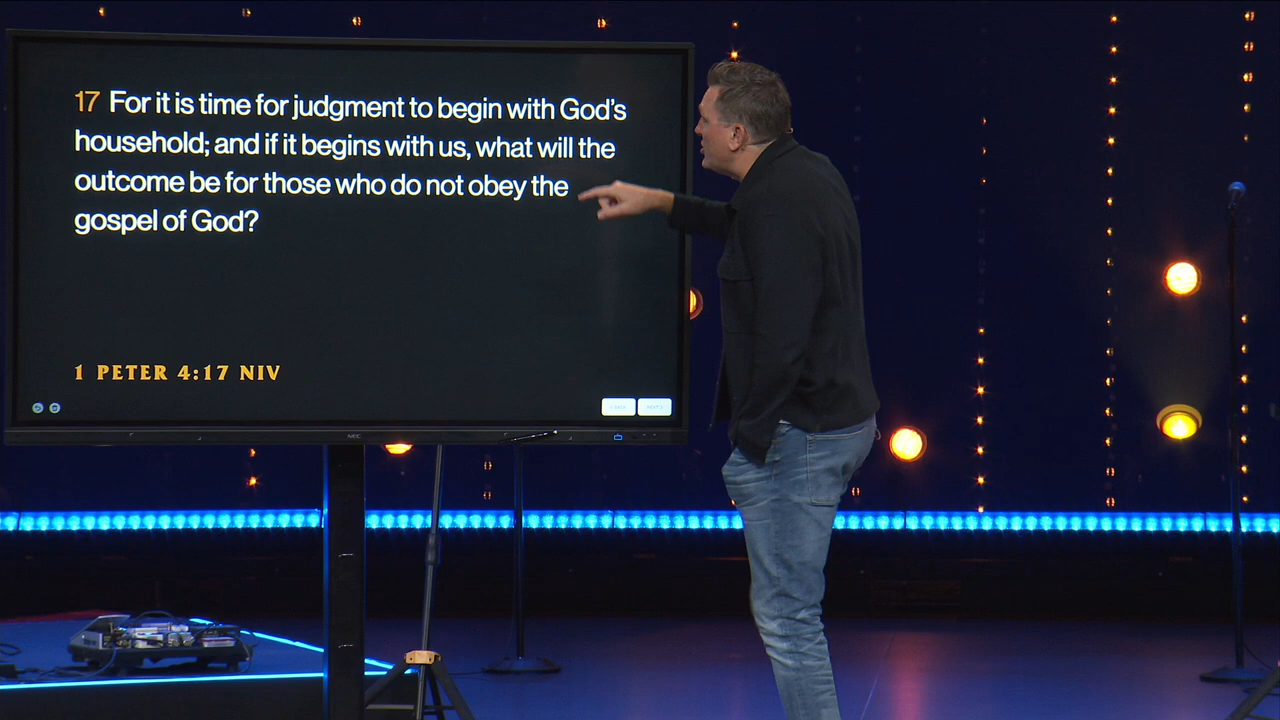 17 For it is time for judgment to begin with God's
household; and if it begins with us, what will the
outcome be for those who do not obey the
gospel of God?
1 PETER 4:17 NIV
NEC